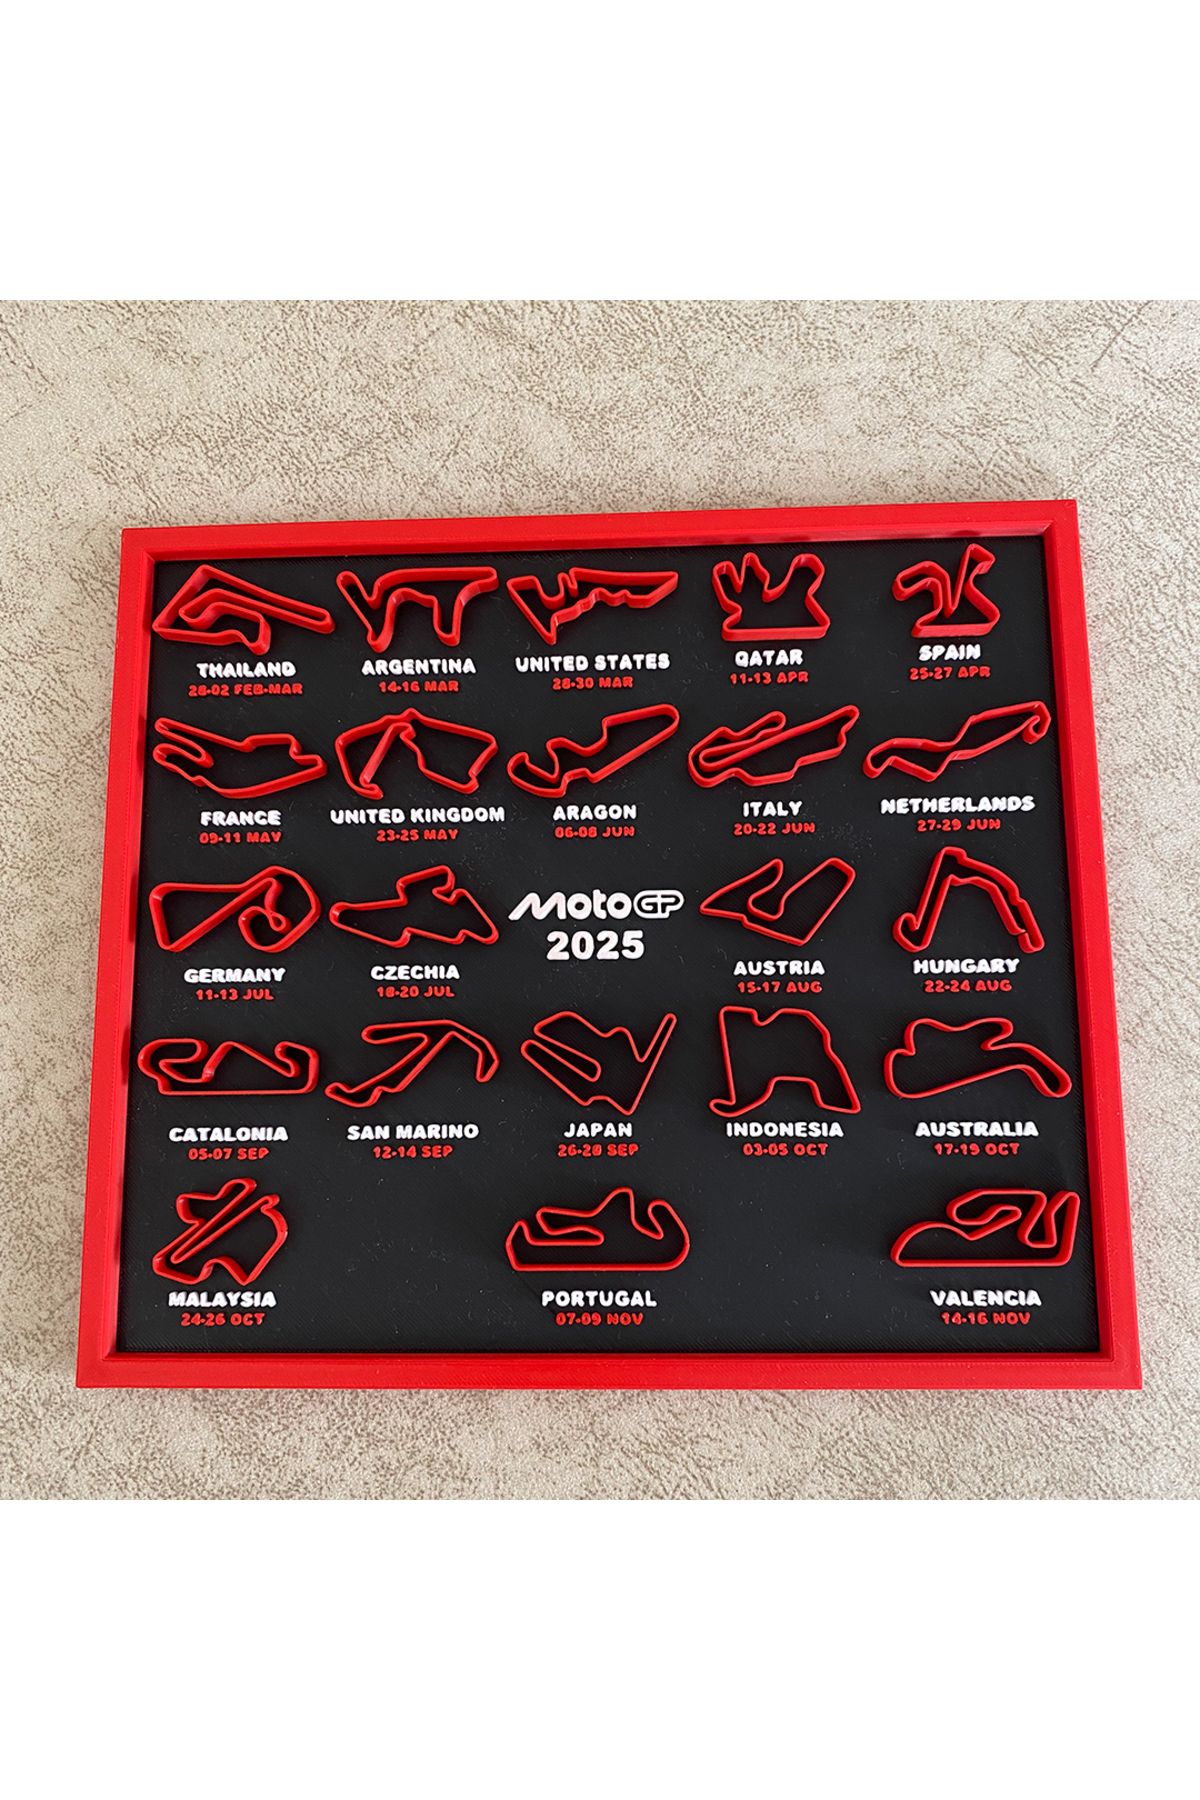 THAILAND
28-02 FEB-MAR
ARGENTINA
14-16 MAR
UNITED STATES
28-30 MAR
QATAR
11-13 APR
SPAIN
25-27 APR
FRANCE
09-11 MAY
UNITED KINGDOM
23-25 MAY
ARAGON
06-08 JUN
ITALY
20-22 JUN
NETHERLANDS
27-29 JUN
GERMANY
11-13 JUL
CZECHIA
18-20 JUL
MotoGP
2025
AUSTRIA
15-17 AUG
HUNGARY
22-24 AUG
CATALONIA
05-07 SEP
SAN MARINO
12-14 SEP
JAPAN
26-28 SEP
INDONESIA
03-05 OCT
AUSTRALIA
17-19 OCT
MALAYSIA
24-26 OCT
PORTUGAL
07-09 NOV
VALENCIA
14-16 NOV